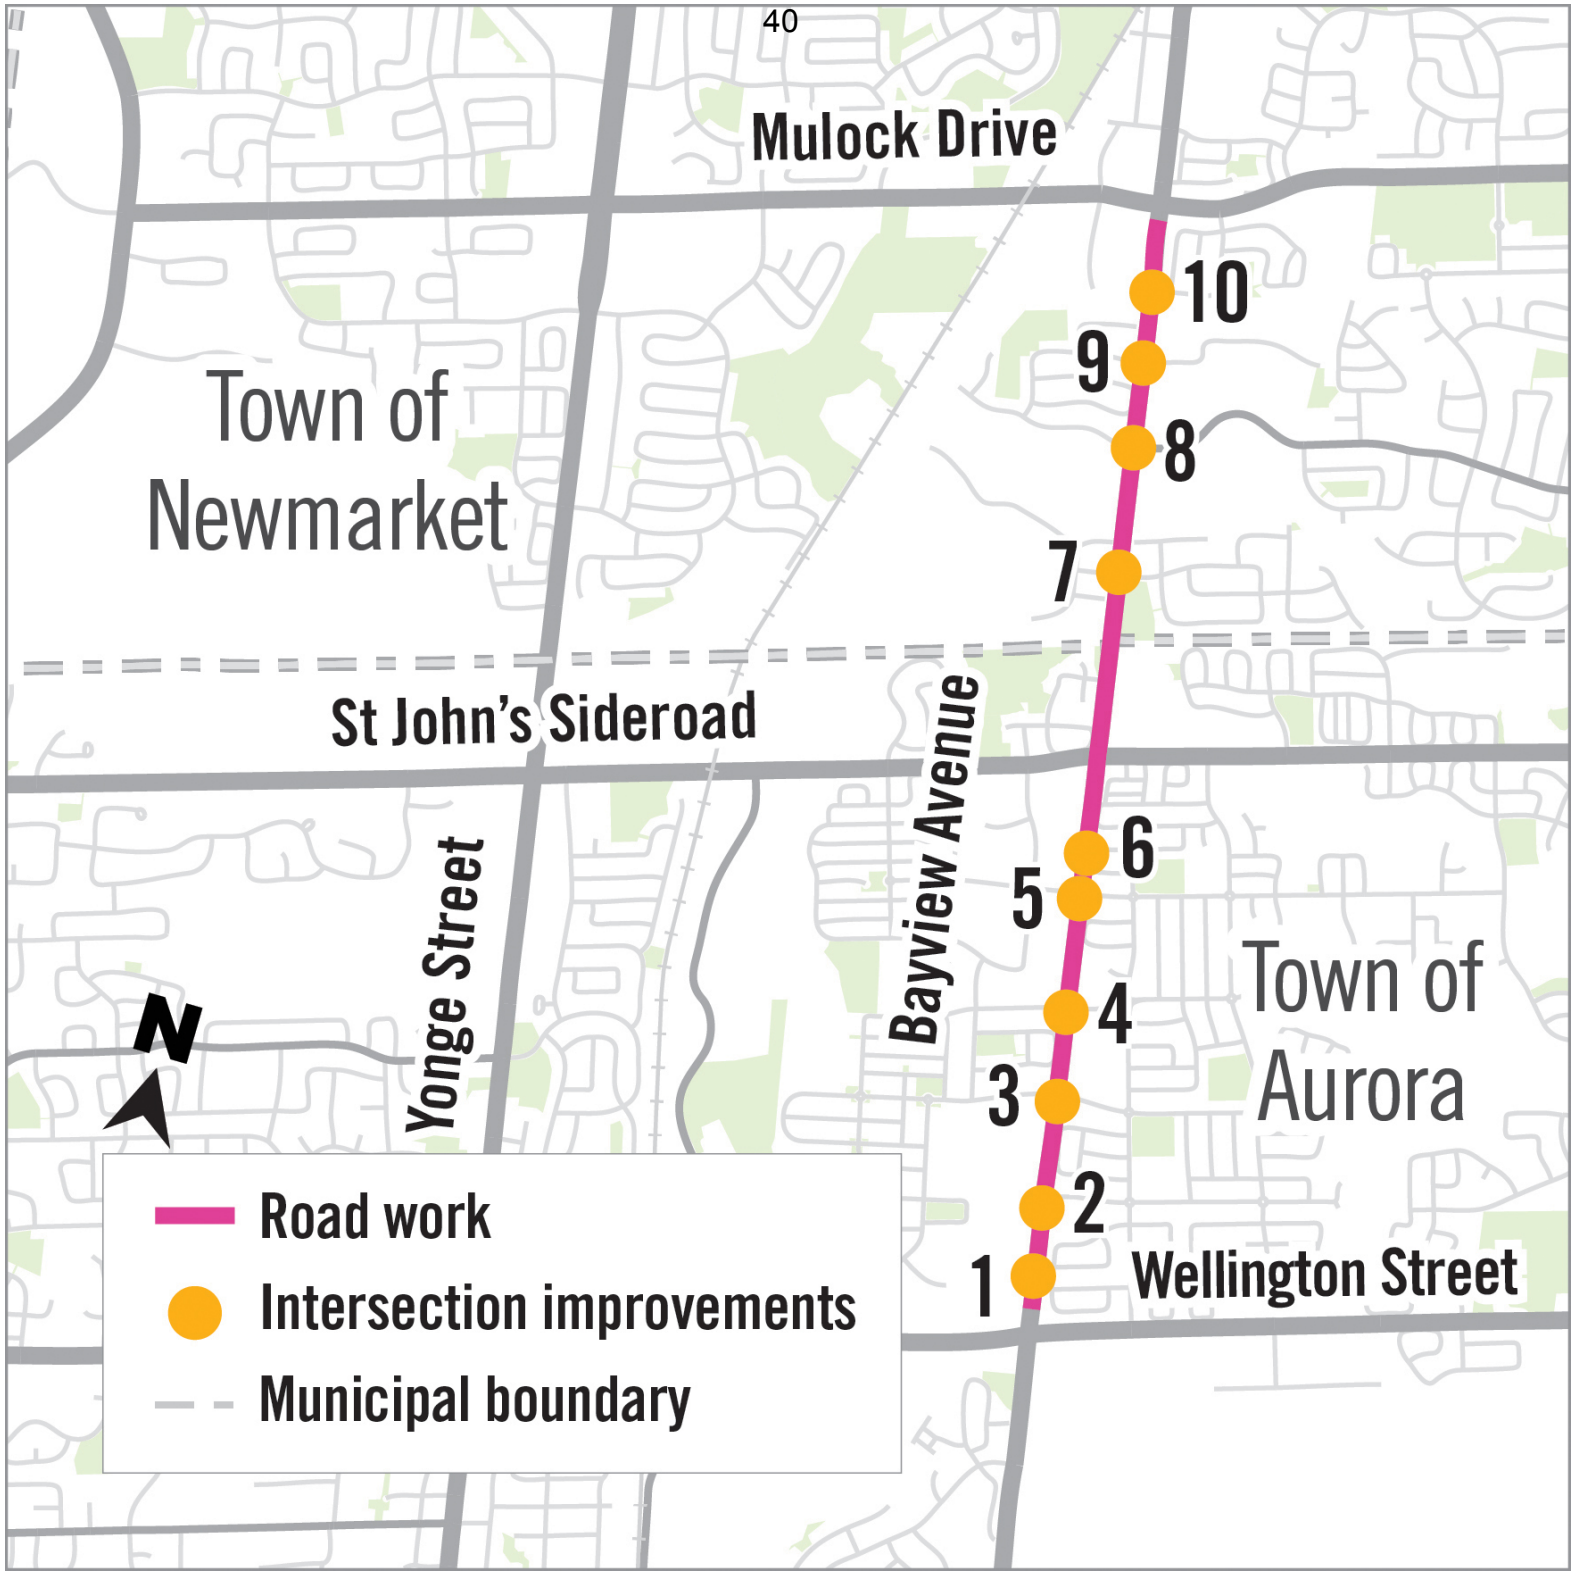 40
Mulock Drive
10
9
8
7
Town of
Newmarket
St John's Sideroad
Bayview Avenue
Yonge Street
6
5
4
3
2
1
Town of
Aurora
Wellington Street
N
Road work
Intersection improvements
Municipal boundary